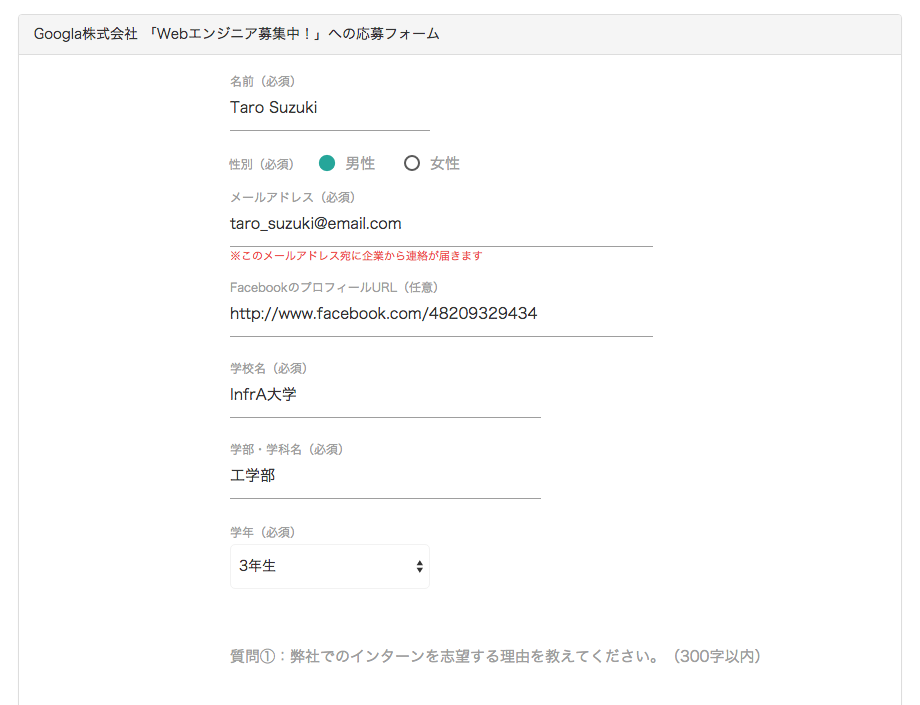 Googla株式会社 「Webエンジニア募集中！」への応募フォーム
名前（必須）
Taro Suzuki
性別（必須） 男性 女性
メールアドレス（必須）
taro_suzuki@email.com
※このメールアドレス宛に企業から連絡が届きます
FacebookのプロフィールURL（任意）
http://www.facebook.com/48209329434
学校名（必須）
InfrA大学
学部・学科名（必須）
工学部
学年（必須）
3年生
質問①：弊社でのインターンを志望する理由を教えてください。（300字以内）